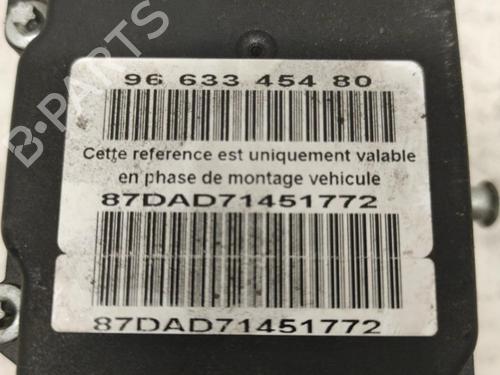 96 633 454 80
Cette reference est uniquement valable
en phase de montage vehicule
87DAD71451772
87DAD71451772
B-PARTS